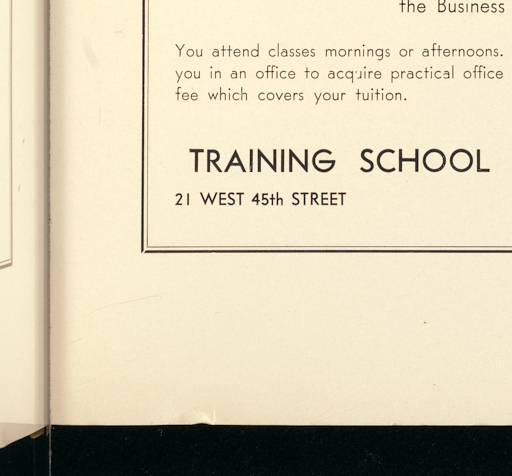 the Business
You attend classes mornings or afternoons.
you in an office to acquire practical office
fee which covers your tuition.
TRAINING SCHOOL
21 WEST 45th STREET